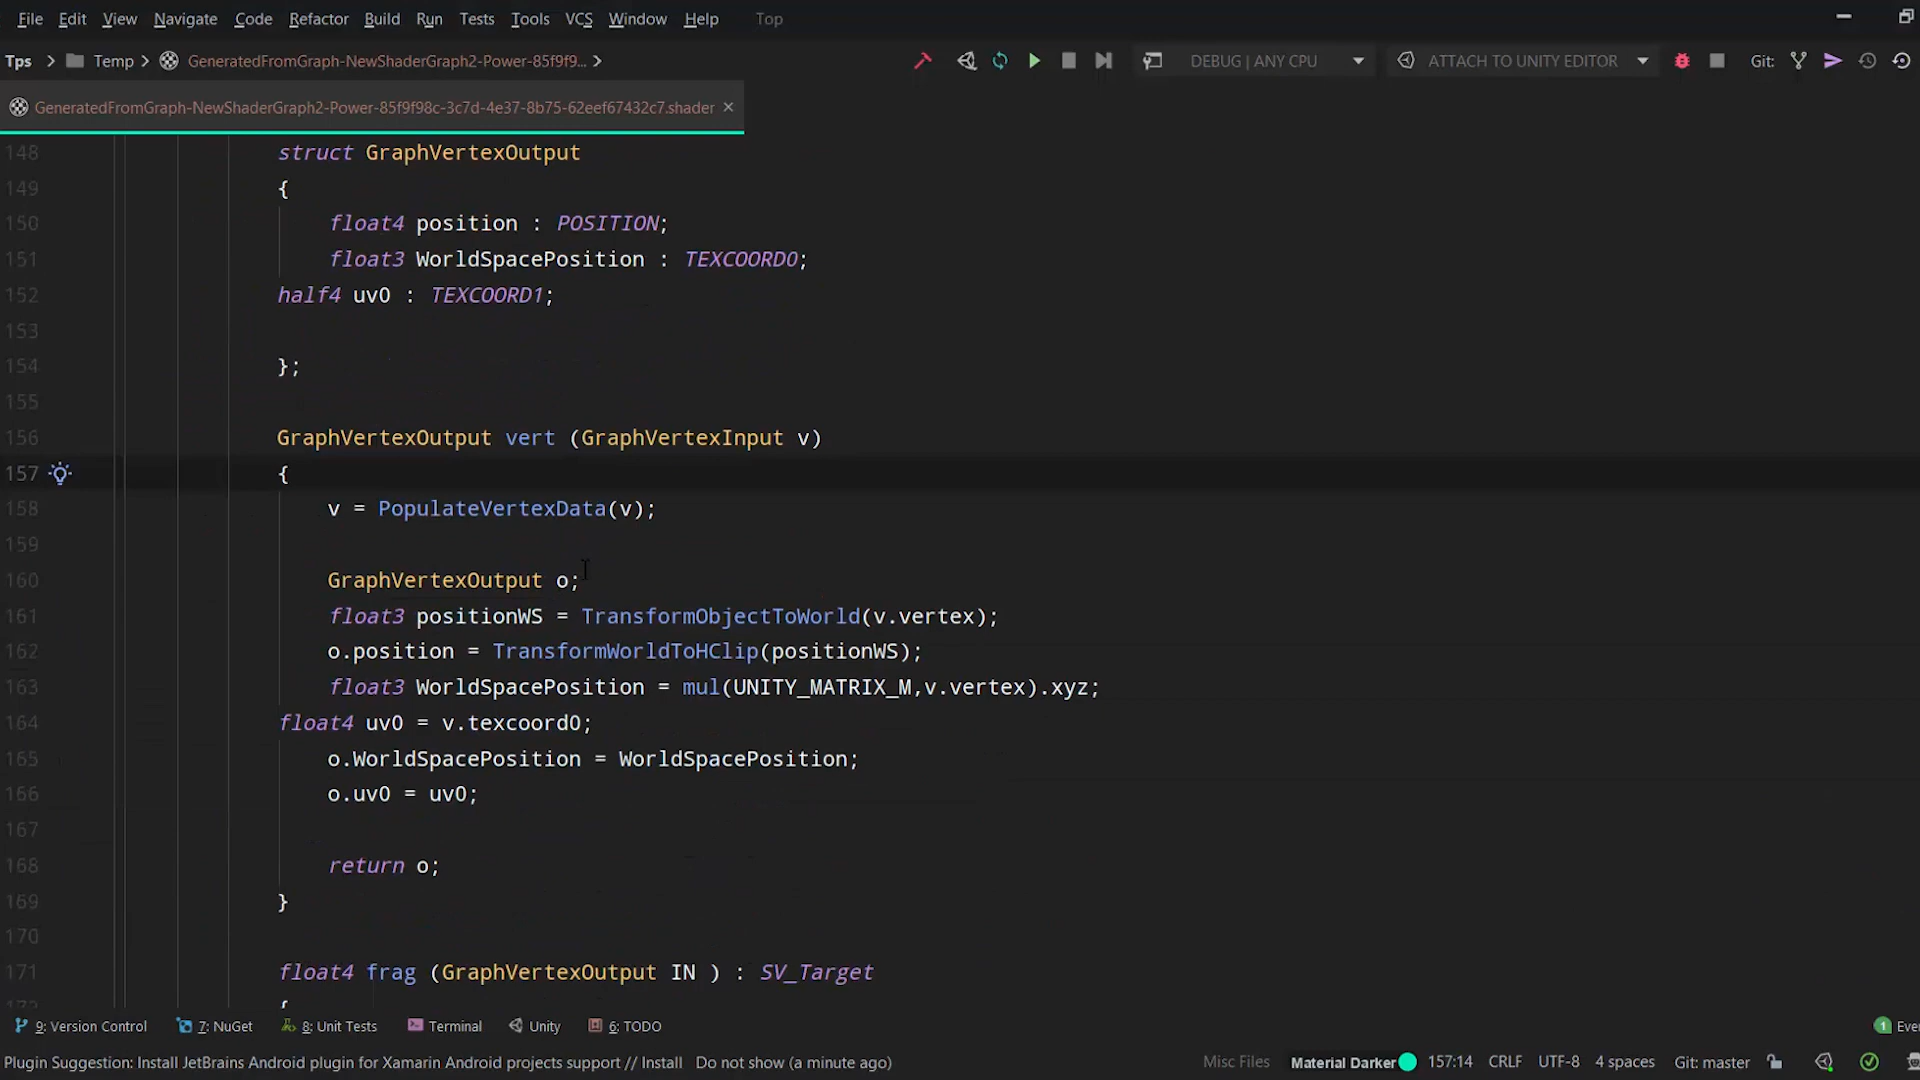 File Edit View Navigate Code Refactor Build Run Tests Tools VCS Window Help Top
Tps Temp GeneratedFromGraph-NewShaderGraph2-Power-85f9f9... DEBUG | ANY CPU ATTACH TO UNITY EDITOR Git:
GeneratedFromGraph-NewShaderGraph2-Power-85f9f98c-3c7d-4e37-8b75-62eef67432c7.shader
148 struct GraphVertexOutput
149 {
150 float4 position : POSITION;
151 float3 WorldSpacePosition : TEXCOORD0;
152 half4 uv0 : TEXCOORD1;
153
154 };
155
156 GraphVertexOutput vert (GraphVertexInput v)
157 {
158 v = PopulateVertexData(v);
159
160 GraphVertexOutput o;
161 float3 positionWS = TransformObjectToWorld(v.vertex);
162 o.position = TransformWorldToHClip(positionWS);
163 float3 WorldSpacePosition = mul(UNITY_MATRIX_M,v.vertex).xyz;
164 float4 uv0 = v.texcoord0;
165 o.WorldSpacePosition = WorldSpacePosition;
166 o.uv0 = uv0;
167
168 return o;
169 }
170
171 float4 frag (GraphVertexOutput IN ) : SV_Target
172 {
9: Version Control 7: NuGet 8: Unit Tests Terminal Unity 6: TODO 1 Eve
Plugin Suggestion: Install JetBrains Android plugin for Xamarin Android projects support // Install Do not show (a minute ago) Misc Files Material Darker 157:14 CRLF UTF-8 4 spaces Git: master